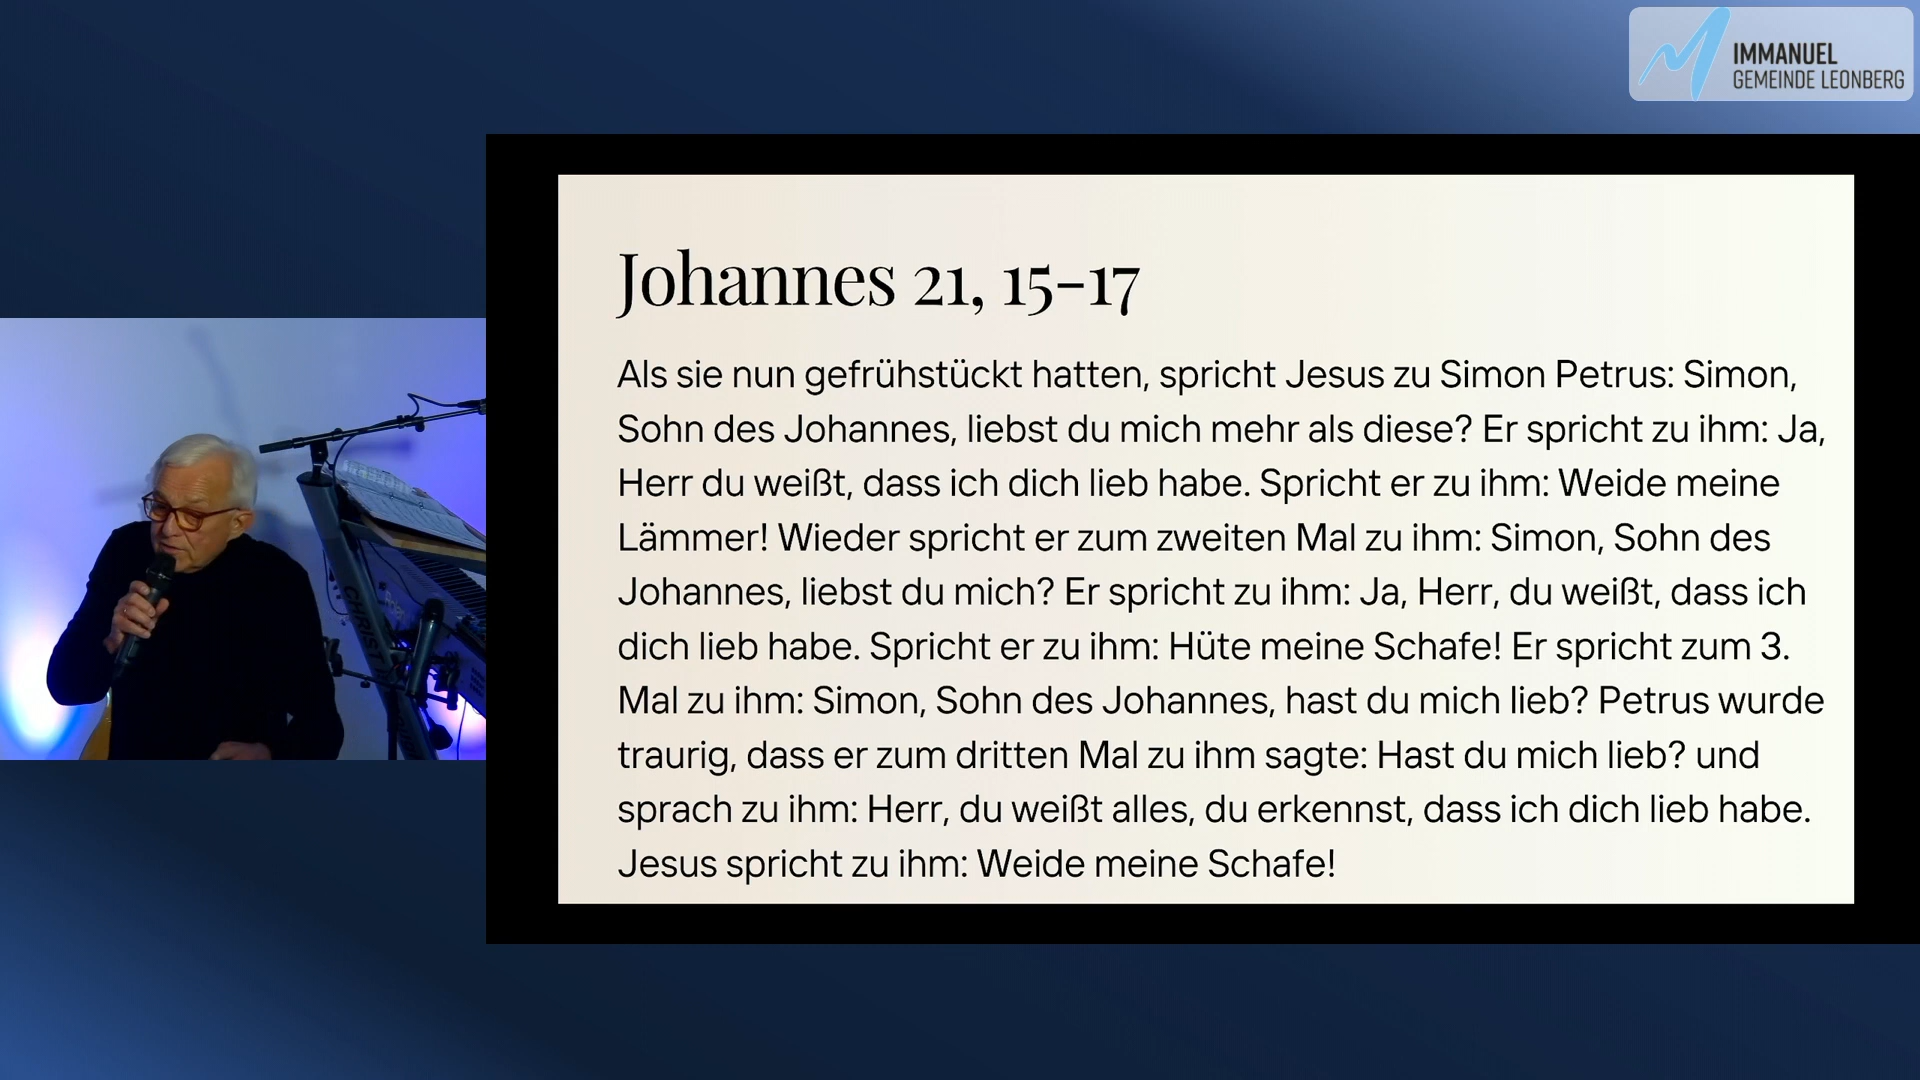 IMMANUEL
GEMEINDE LEONBERG
Johannes 21, 15-17
Als sie nun gefrühstückt hatten, spricht Jesus zu Simon Petrus: Simon,
Sohn des Johannes, liebst du mich mehr als diese? Er spricht zu ihm: Ja,
Herr du weißt, dass ich dich lieb habe. Spricht er zu ihm: Weide meine
Lämmer! Wieder spricht er zum zweiten Mal zu ihm: Simon, Sohn des
Johannes, liebst du mich? Er spricht zu ihm: Ja, Herr, du weißt, dass ich
dich lieb habe. Spricht er zu ihm: Hüte meine Schafe! Er spricht zum 3.
Mal zu ihm: Simon, Sohn des Johannes, hast du mich lieb? Petrus wurde
traurig, dass er zum dritten Mal zu ihm sagte: Hast du mich lieb? und
sprach zu ihm: Herr, du weißt alles, du erkennst, dass ich dich lieb habe.
Jesus spricht zu ihm: Weide meine Schafe!